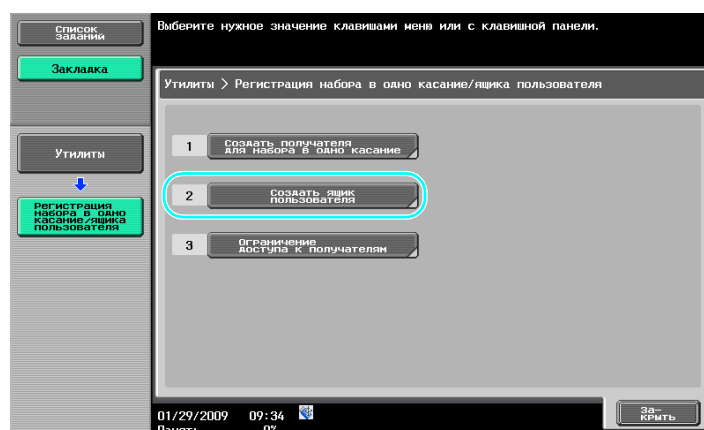 Список
заданий
Выберите нужное значение клавишами меню или с клавишной панели.
Закладка
Утилиты > Регистрация набора в одно касание/ящика пользователя
1 Создать получателя
для набора в одно касание
Утилиты
2 Создать ящик
пользователя
Регистрация
набора в одно
касание/ящика
пользователя
3 Ограничение
доступа к получателям
01/29/2009 09:34
Память 0%
За-
крыть